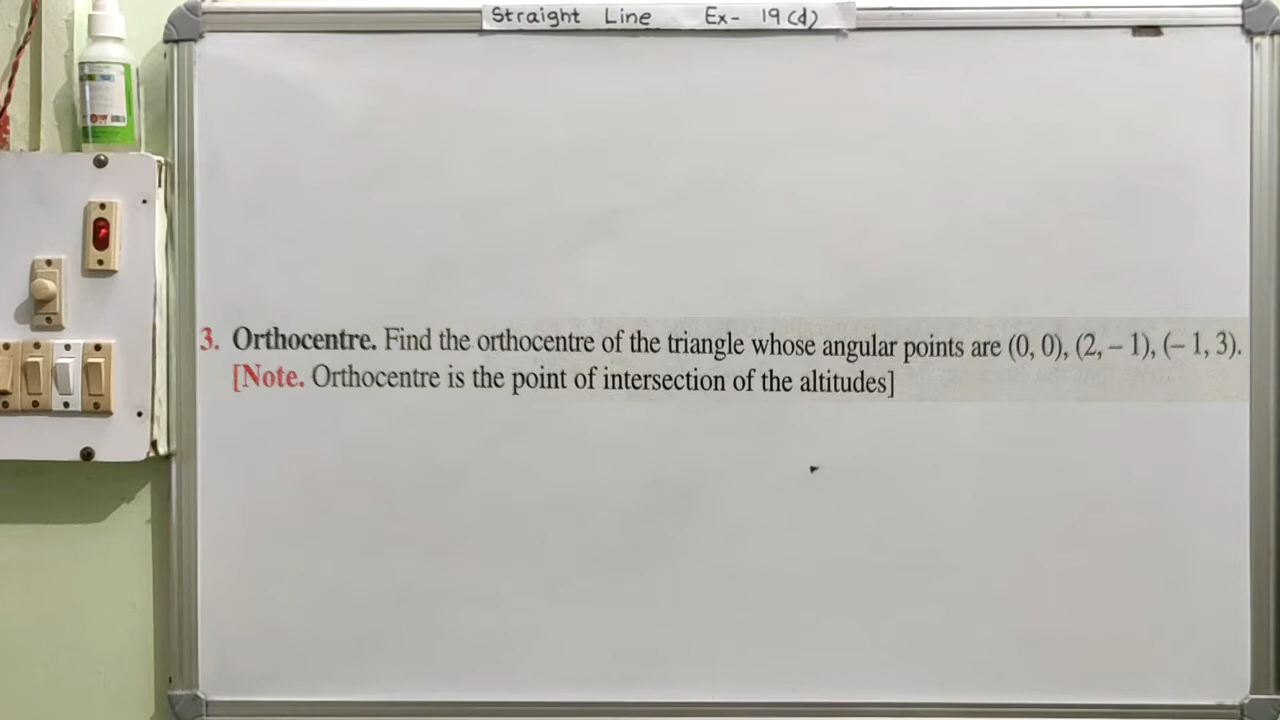 Straight Line Ex- 19(d)
3. Orthocentre. Find the orthocentre of the triangle whose angular points are (0, 0), (2, – 1), (– 1, 3).
[Note. Orthocentre is the point of intersection of the altitudes]